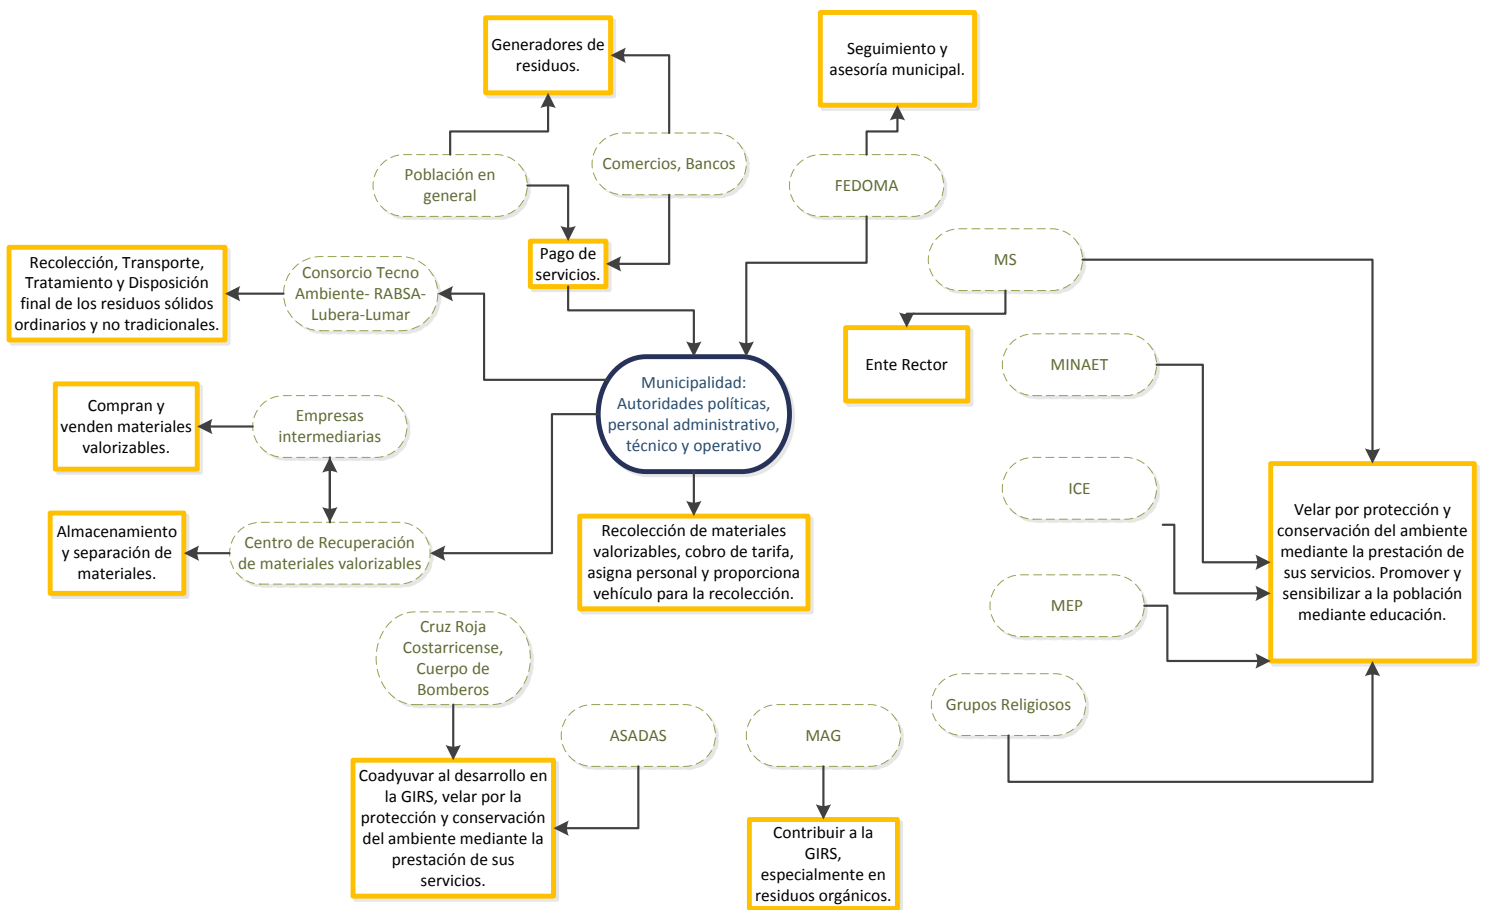 Generadores de
residuos.
Seguimiento y
asesoría municipal.
Población en
general
Comercios, Bancos
FEDOMA
Pago de
servicios.
MS
Recolección, Transporte,
Tratamiento y Disposición
final de los residuos sólidos
ordinarios y no tradicionales.
Consorcio Tecno
Ambiente- RABSA-
Lubera-Lumar
Ente Rector
MINAET
Municipalidad:
Autoridades políticas,
personal administrativo,
técnico y operativo
Compran y
venden materiales
valorizables.
Empresas
intermediarias
ICE
Velar por protección y
conservación del ambiente
mediante la prestación de
sus servicios. Promover y
sensibilizar a la población
mediante educación.
Almacenamiento
y separación de
materiales.
Centro de Recuperación
de materiales valorizables
Recolección de materiales
valorizables, cobro de tarifa,
asigna personal y proporciona
vehículo para la recolección.
MEP
Cruz Roja
Costarricense,
Cuerpo de
Bomberos
Grupos Religiosos
ASADAS
MAG
Coadyuvar al desarrollo en
la GIRS, velar por la
protección y conservación
del ambiente mediante la
prestación de sus
servicios.
Contribuir a la
GIRS,
especialmente en
residuos orgánicos.